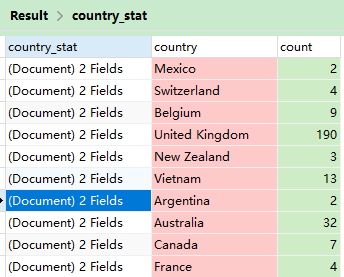 Result > country_stat
country_stat country count
(Document) 2 Fields Mexico 2
(Document) 2 Fields Switzerland 4
(Document) 2 Fields Belgium 9
(Document) 2 Fields United Kingdom 190
(Document) 2 Fields New Zealand 3
(Document) 2 Fields Vietnam 13
(Document) 2 Fields Argentina 2
(Document) 2 Fields Australia 32
(Document) 2 Fields Canada 7
(Document) 2 Fields France 4